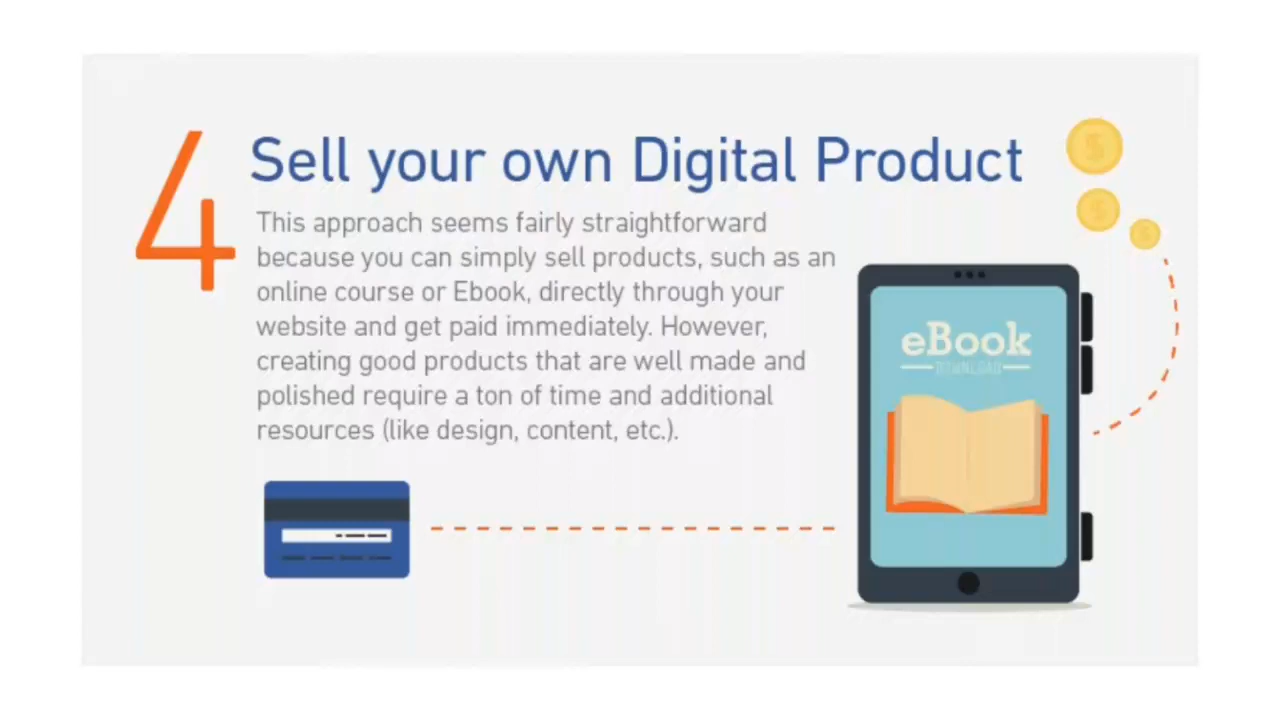 4
Sell your own Digital Product
This approach seems fairly straightforward
because you can simply sell products, such as an
online course or Ebook, directly through your
website and get paid immediately. However,
creating good products that are well made and
polished require a ton of time and additional
resources (like design, content, etc.).
$
$
$
eBook
DOWNLOAD